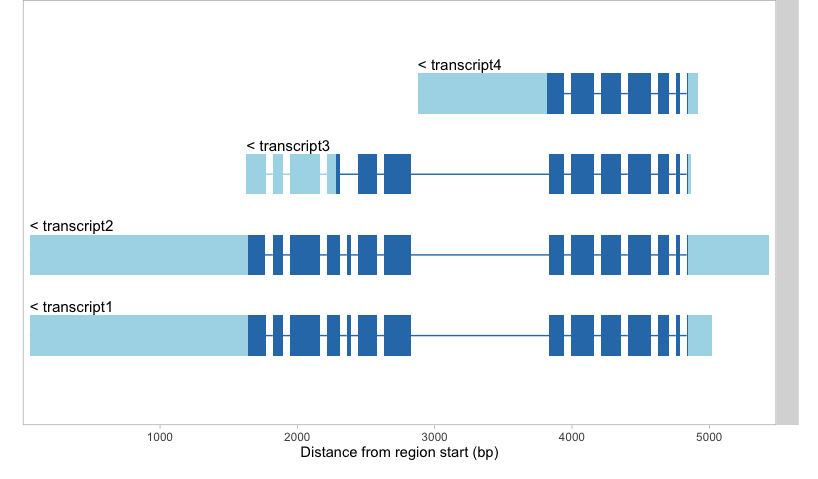 < transcript4
< transcript3
< transcript2
< transcript1
1000 2000 3000 4000 5000
Distance from region start (bp)